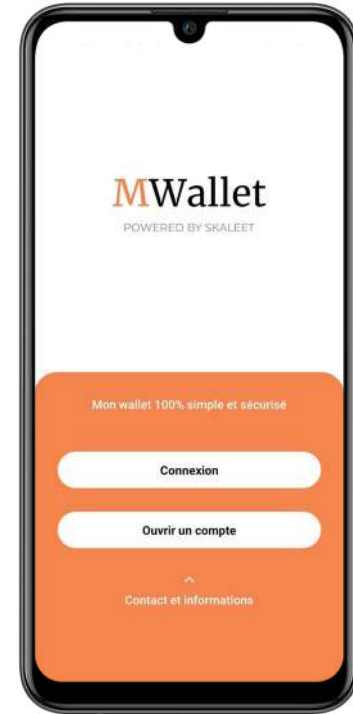 MWallet
POWERED BY SKALEET
Mon wallet 100% simple et sécurisé
Connexion
Ouvrir un compte
Contact et informations